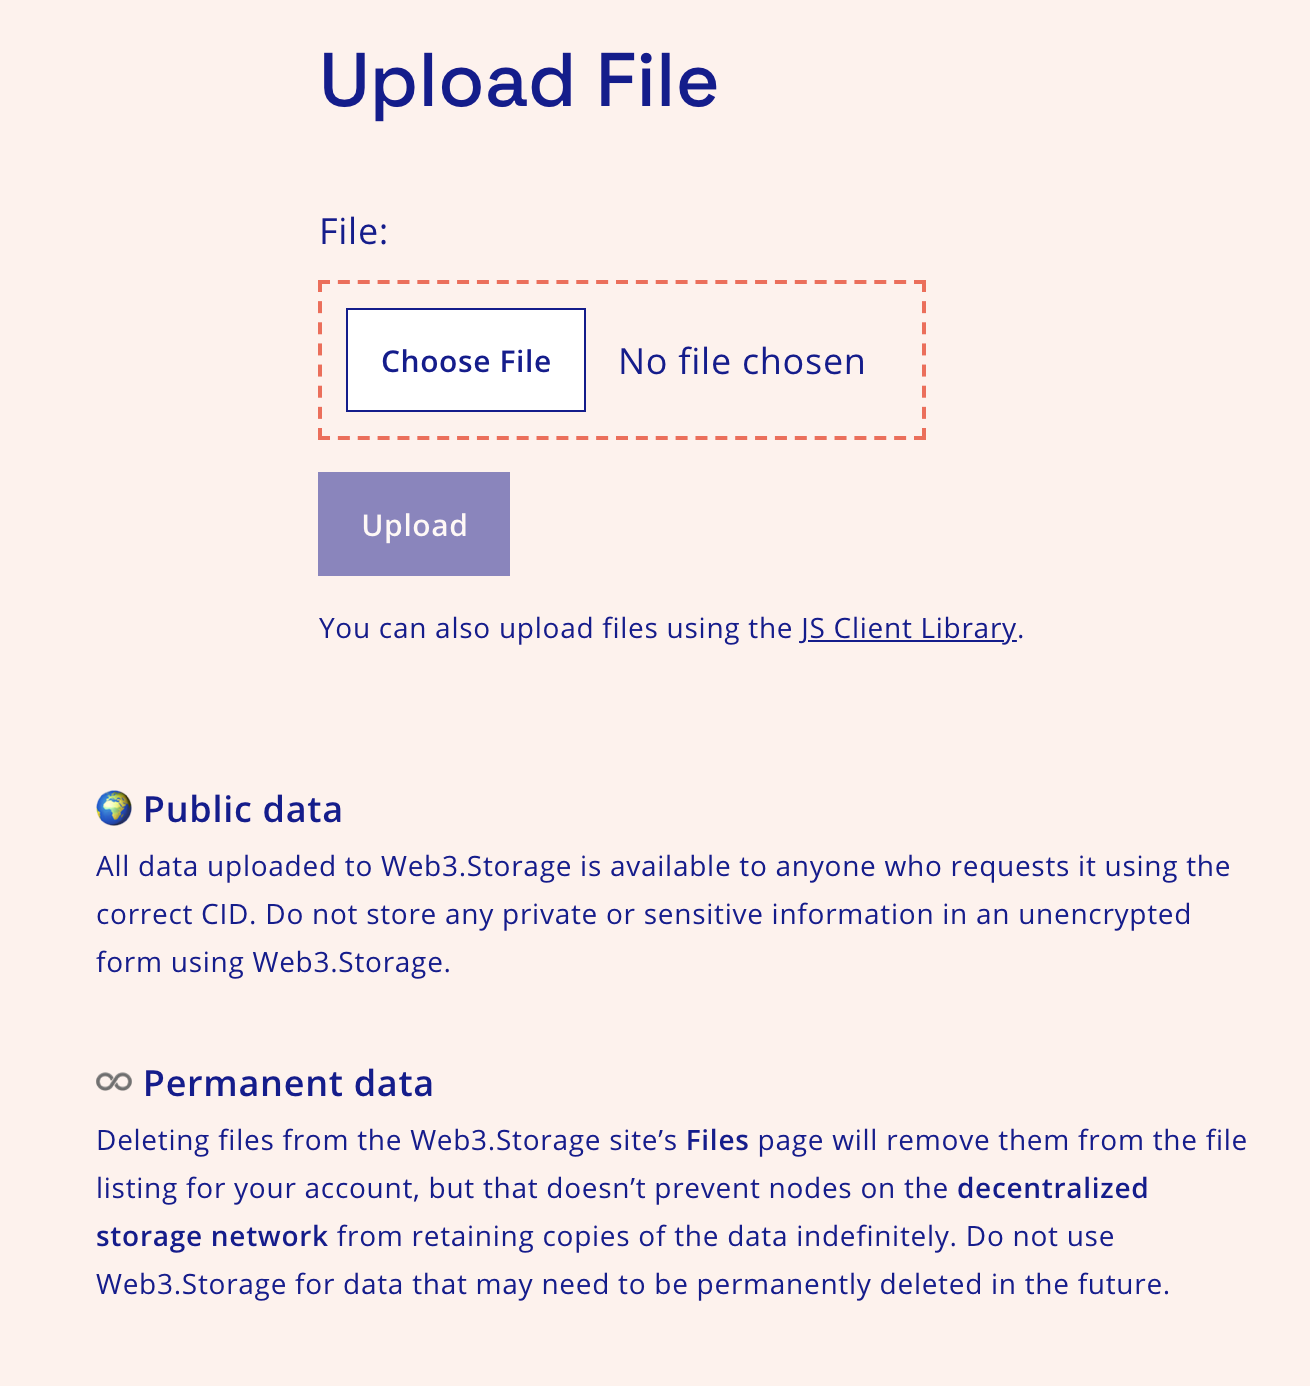 Upload File
File:
Choose File No file chosen
Upload
You can also upload files using the JS Client Library.
🌍 Public data
All data uploaded to Web3.Storage is available to anyone who requests it using the
correct CID. Do not store any private or sensitive information in an unencrypted
form using Web3.Storage.
♾ Permanent data
Deleting files from the Web3.Storage site’s Files page will remove them from the file
listing for your account, but that doesn’t prevent nodes on the decentralized
storage network from retaining copies of the data indefinitely. Do not use
Web3.Storage for data that may need to be permanently deleted in the future.